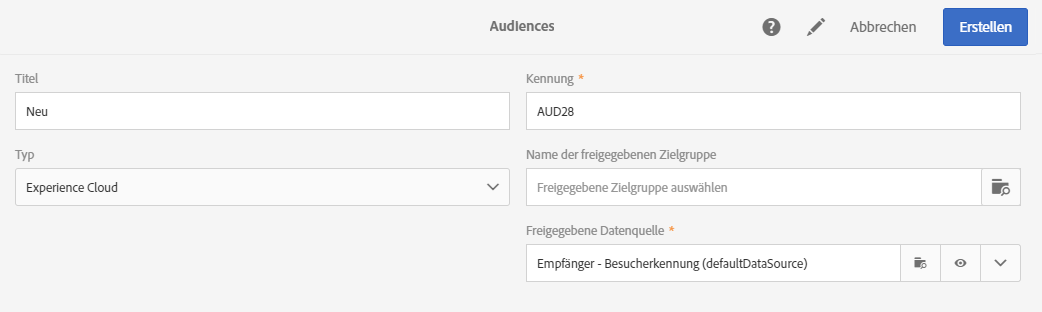 Audiences
Abbrechen
Erstellen
Titel
Kennung *
Neu
AUD28
Typ
Name der freigegebenen Zielgruppe
Experience Cloud
Freigegebene Zielgruppe auswählen
Freigegebene Datenquelle *
Empfänger - Besucherkennung (defaultDataSource)